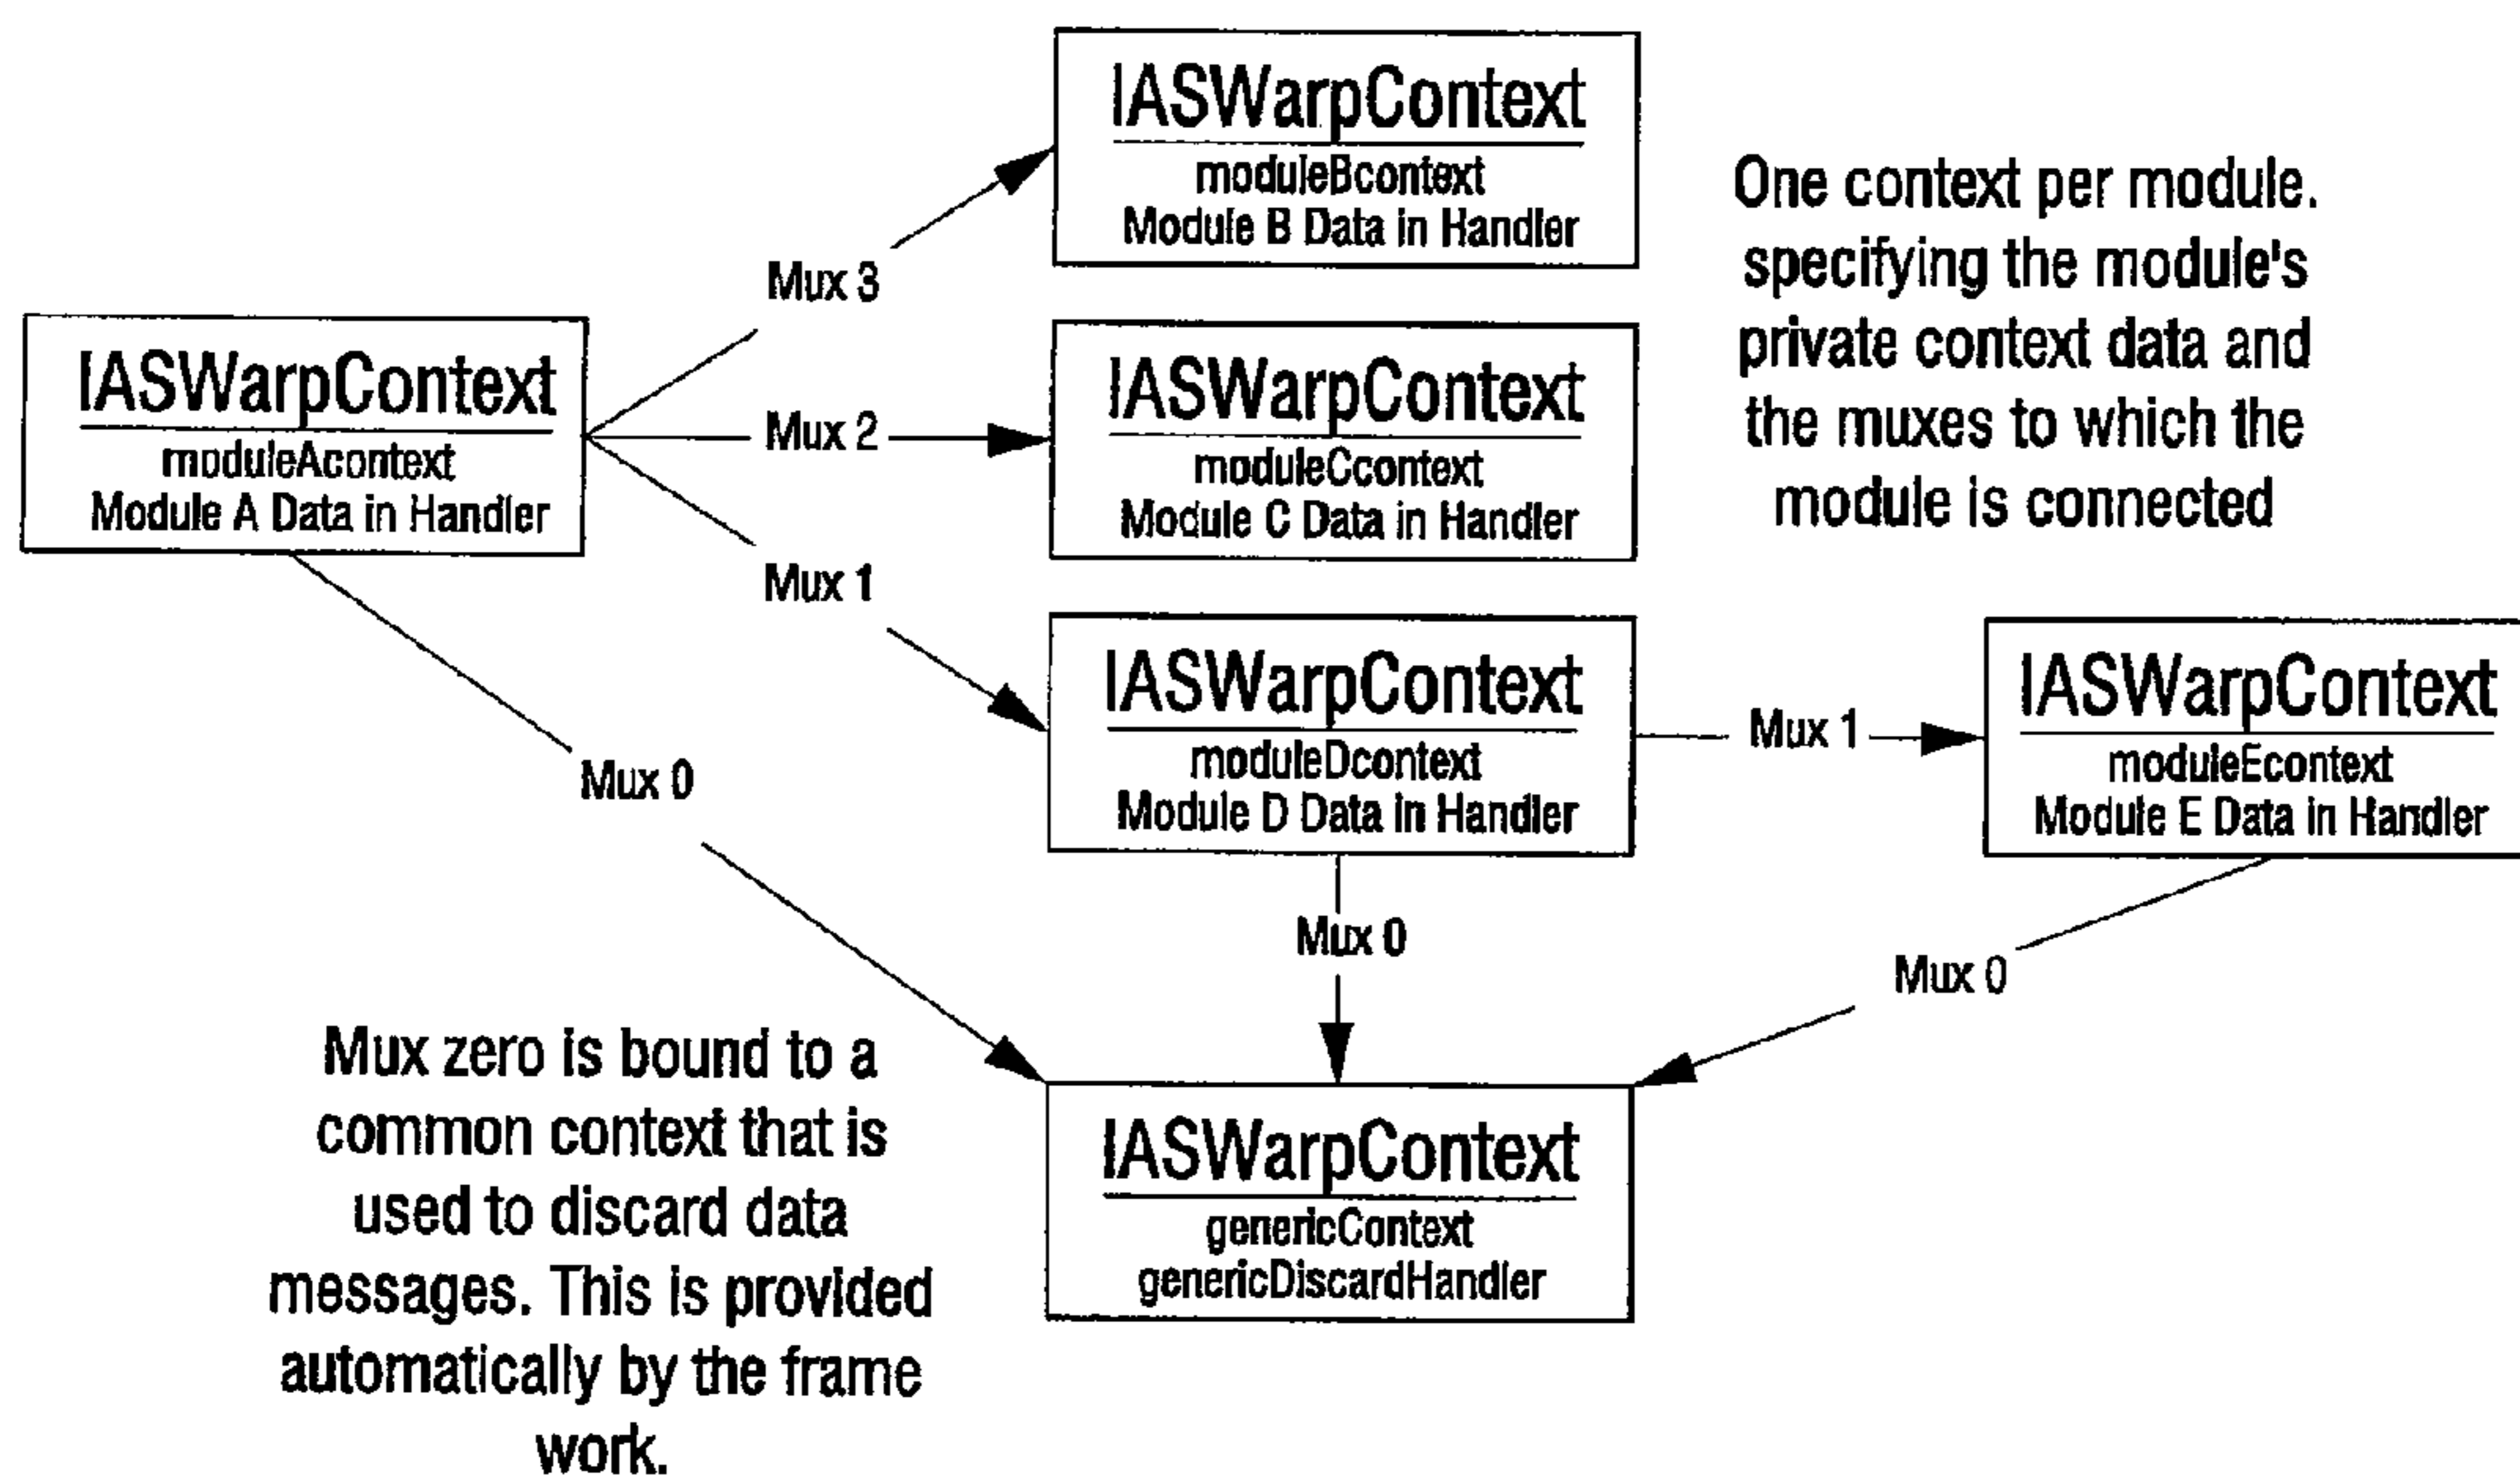 IASWarpContext
moduleBcontext
Module B Data in Handler
One context per module.
specifying the module's
private context data and
the muxes to which the
module is connected
Mux 3
IASWarpContext
moduleAcontext
Module A Data in Handler
Mux 2
IASWarpContext
moduleCcontext
Module C Data in Handler
Mux 1
IASWarpContext
moduleDcontext
Module D Data in Handler
Mux 1
IASWarpContext
moduleEcontext
Module E Data in Handler
Mux 0
Mux 0
Mux 0
Mux zero is bound to a
common context that is
used to discard data
messages. This is provided
automatically by the frame
work.
IASWarpContext
genericContext
genericDiscardHandler